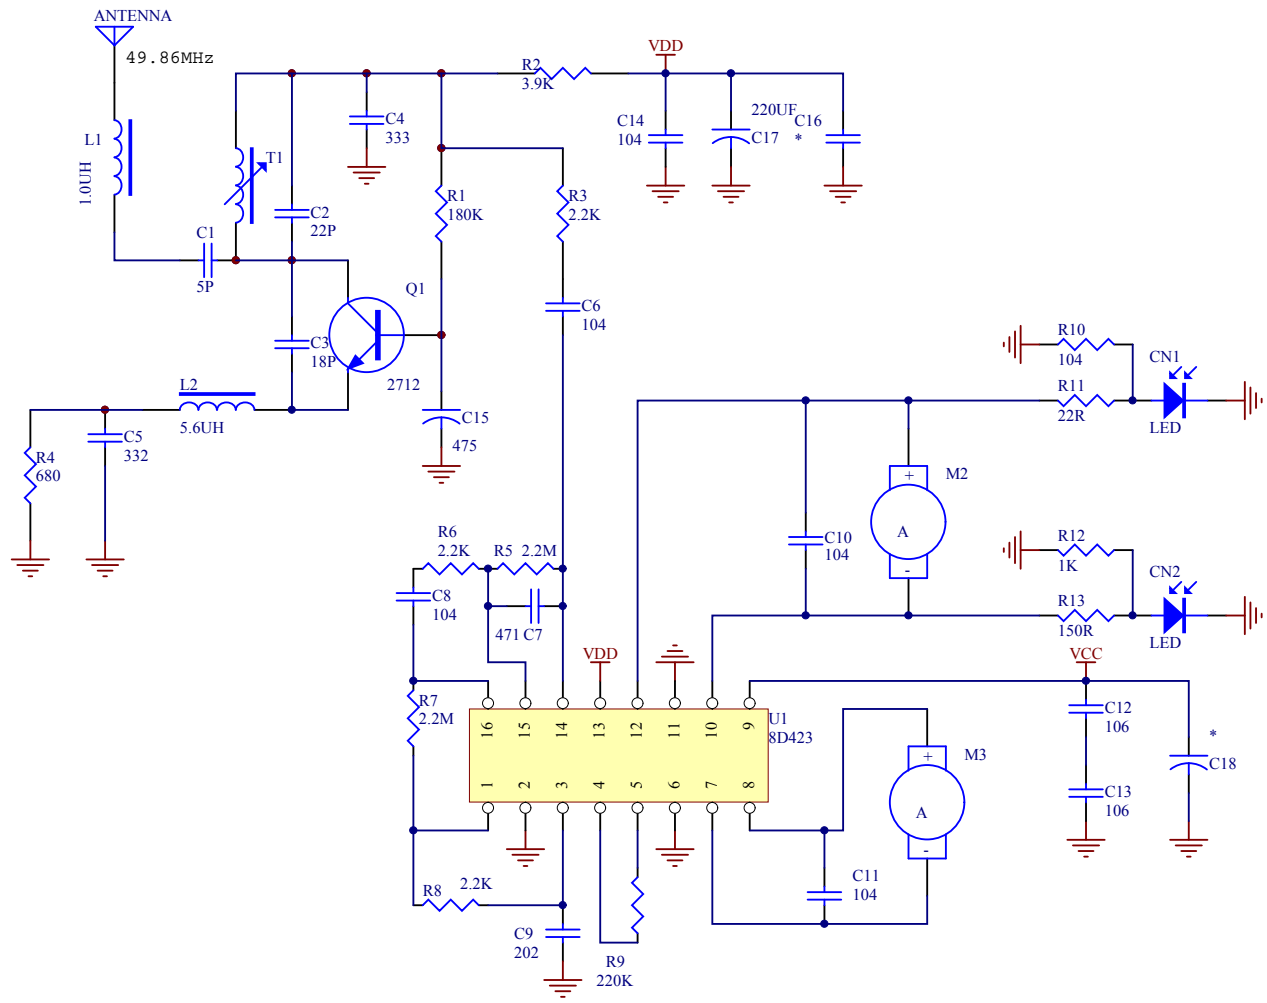 ANTENNA
49.86MHz
L1
1.0UH
T1
C1
5P
C2
22P
C3
18P
C4
333
R2
3.9K
VDD
C14
104
220UF
C17
C16
*
R1
180K
R3
2.2K
Q1
2712
C6
104
L2
5.6UH
C5
332
R4
680
C15
475
R10
104
CN1
R11
22R
LED
M2
+
A
-
C10
104
R12
1K
CN2
R13
150R
LED
R6
2.2K
R5 2.2M
C8
104
471 C7
VDD
VCC
R7
2.2M
16
15
14
13
12
11
10
9
U1
8D423
1
2
3
4
5
6
7
8
C12
106
C13
106
*
C18
M3
+
A
-
C11
104
R8
2.2K
C9
202
R9
220K